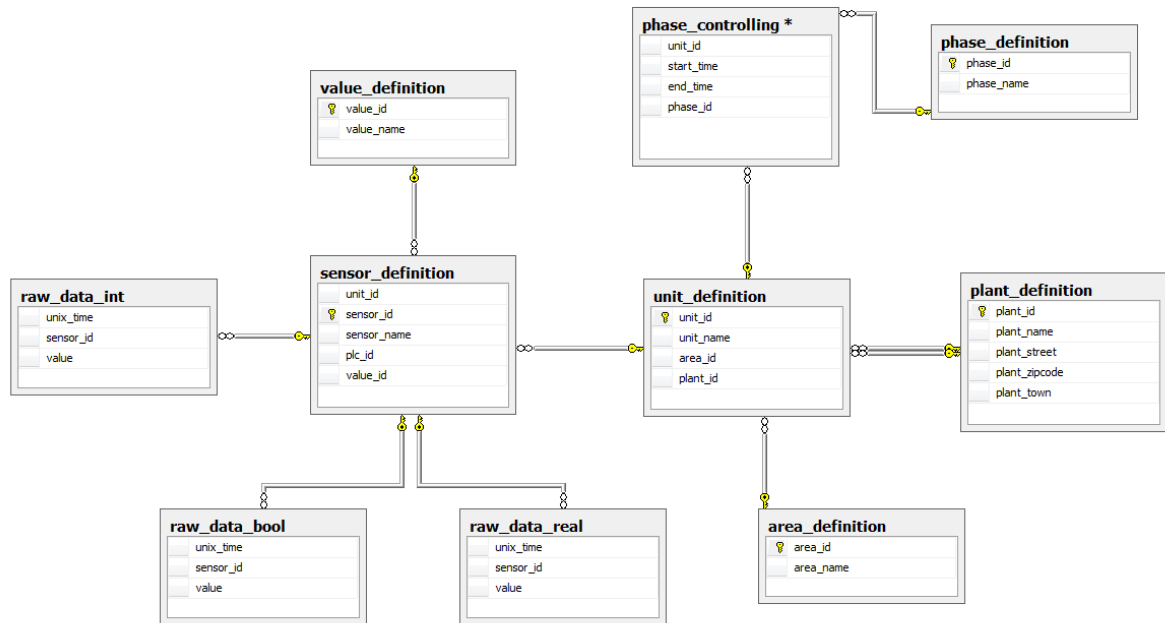 phase_controlling *
unit_id
start_time
end_time
phase_id
phase_definition
phase_id
phase_name
value_definition
value_id
value_name
raw_data_int
unix_time
sensor_id
value
sensor_definition
unit_id
sensor_id
sensor_name
plc_id
value_id
unit_definition
unit_id
unit_name
area_id
plant_id
plant_definition
plant_id
plant_name
plant_street
plant_zipcode
plant_town
raw_data_bool
unix_time
sensor_id
value
raw_data_real
unix_time
sensor_id
value
area_definition
area_id
area_name